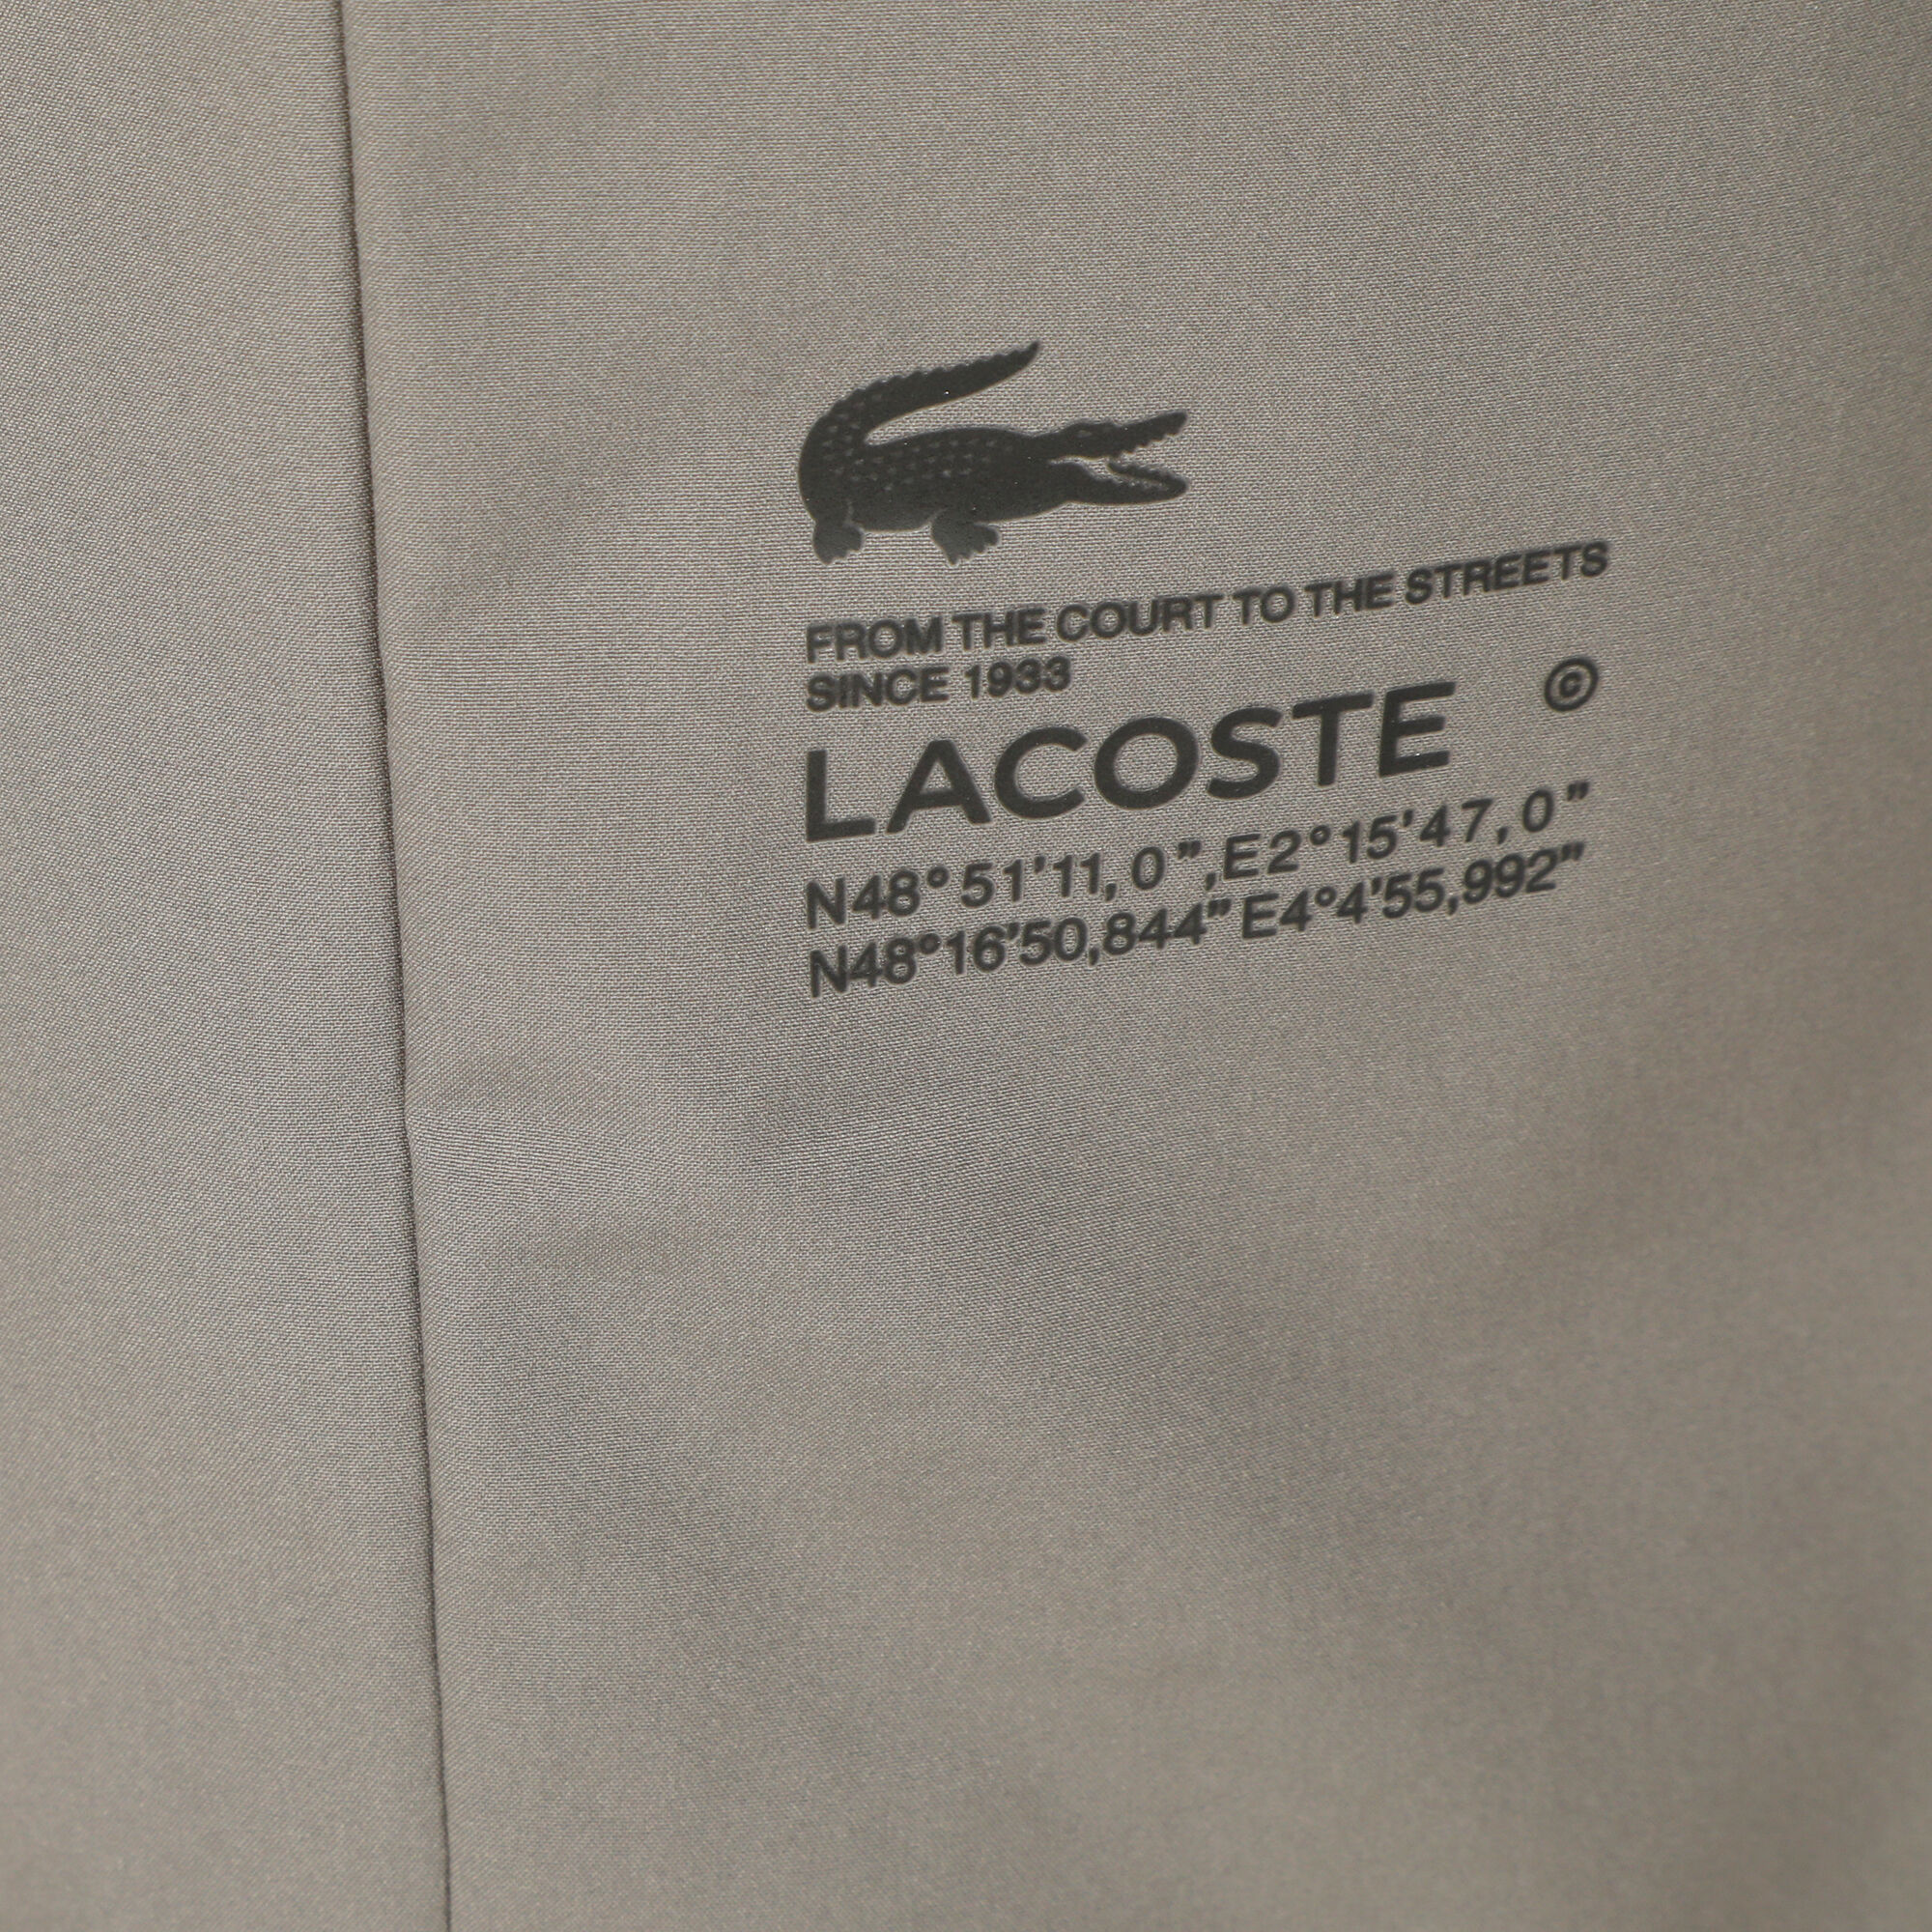 FROM THE COURT TO THE STREETS
SINCE 1933
LACOSTE ©
N48°51'11,0",E2°15'47,0"
N48°16'50,844" E4°4'55,992"